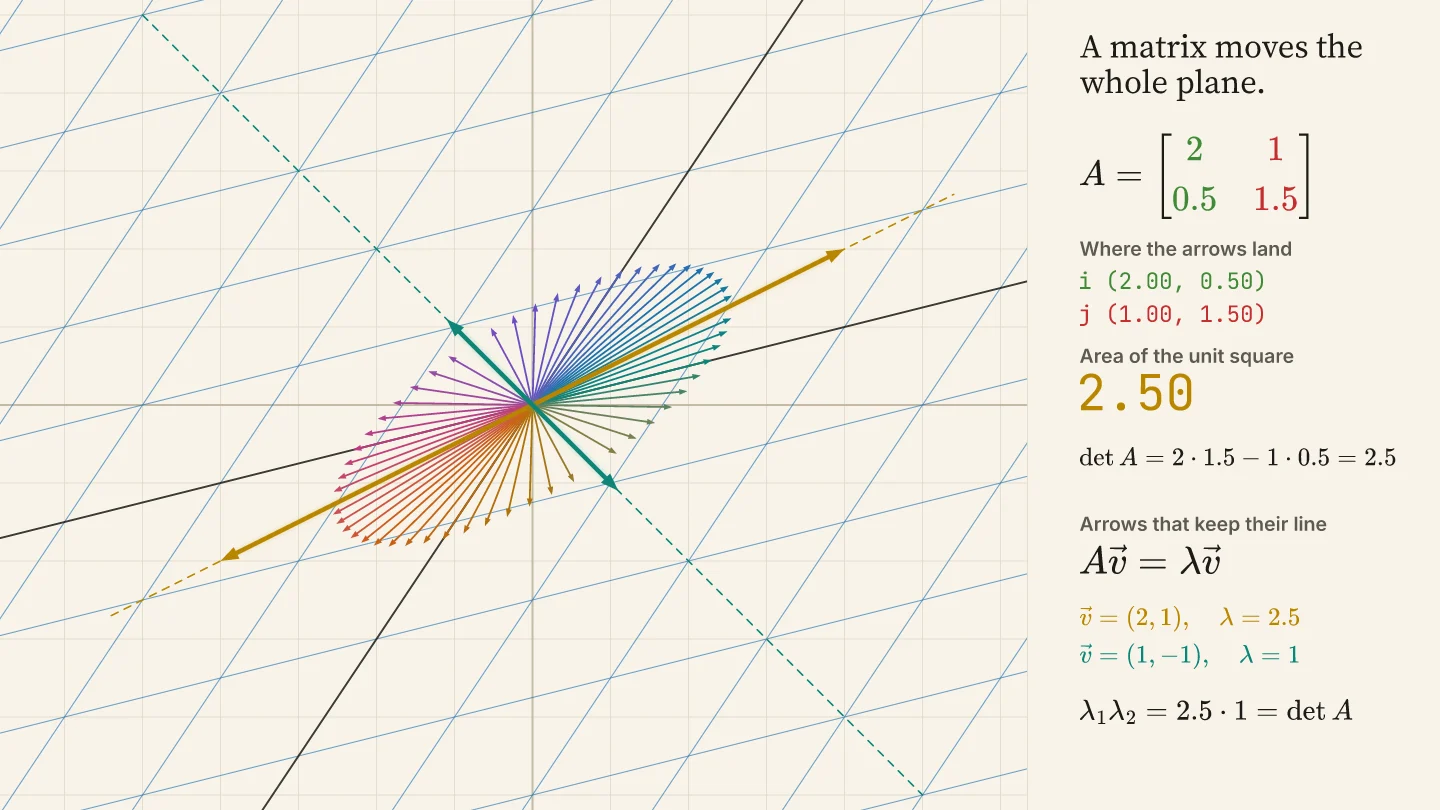 A matrix moves the
whole plane.
A = [2 1
0.5 1.5]
Where the arrows land
i (2.00, 0.50)
j (1.00, 1.50)
Area of the unit square
2.50
det A = 2 · 1.5 − 1 · 0.5 = 2.5
Arrows that keep their line
Av⃗ = λv⃗
v⃗ = (2, 1), λ = 2.5
v⃗ = (1, −1), λ = 1
λ₁λ₂ = 2.5 · 1 = det A